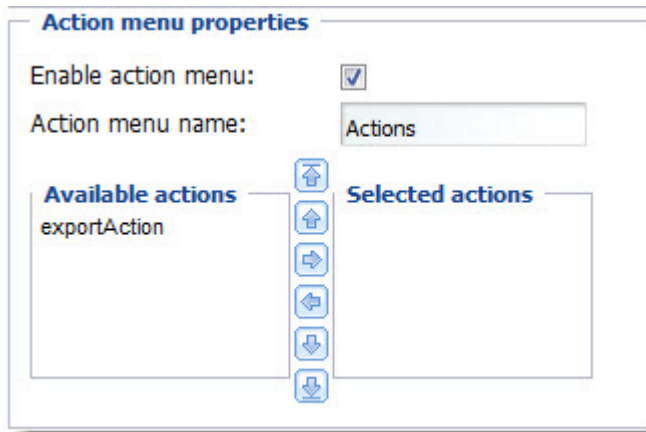 Action menu properties
Enable action menu:
Action menu name: Actions
Available actions Selected actions
exportAction